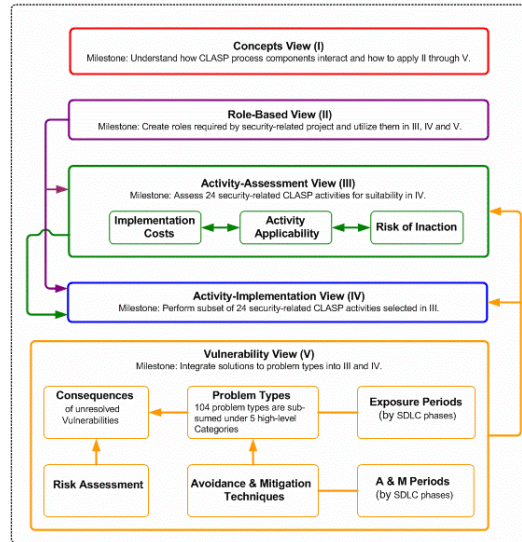 Concepts View (I)
Milestone: Understand how CLASP process components interact and how to apply II through V.
Role-Based View (II)
Milestone: Create roles required by security-related project and utilize them in III, IV and V.
Activity-Assessment View (III)
Milestone: Assess 24 security-related CLASP activities for suitability in IV.
Implementation
Costs
Activity
Applicability
Risk of Inaction
Activity-Implementation View (IV)
Milestone: Perform subset of 24 security-related CLASP activities selected in III.
Vulnerability View (V)
Milestone: Integrate solutions to problem types into III and IV.
Consequences
of unresolved
Vulnerabilities
Problem Types
104 problem types are sub-
sumed under 5 high-level
Categories
Exposure Periods
(by SDLC phases)
Risk Assessment
Avoidance & Mitigation
Techniques
A & M Periods
(by SDLC phases)